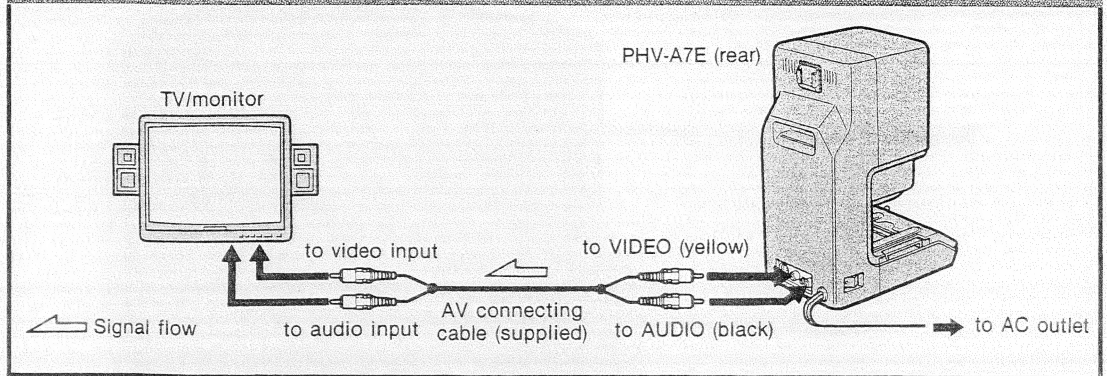 PHV-A7E (rear)
TV/monitor
to video input
to VIDEO (yellow)
Signal flow
to audio input
AV connecting
cable (supplied)
to AUDIO (black)
to AC outlet